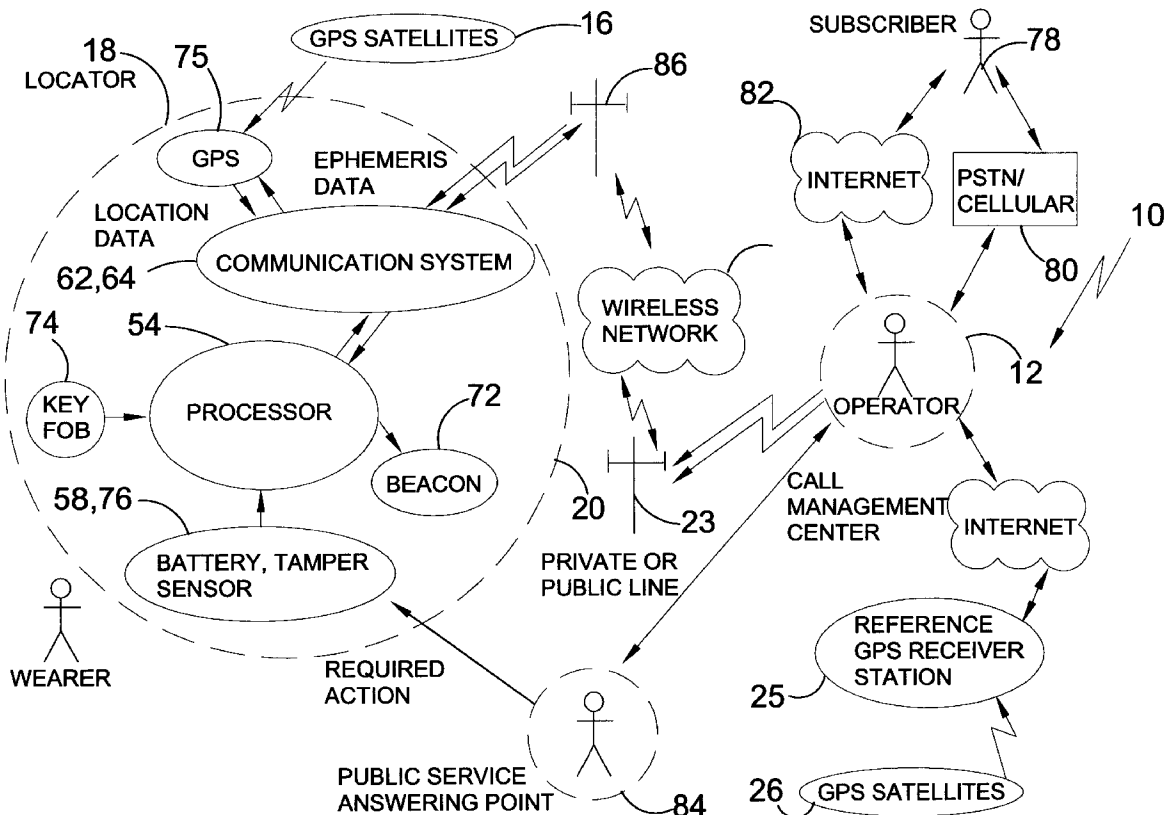 GPS SATELLITES
16
SUBSCRIBER
78
18
LOCATOR
75
86
82
GPS
EPHEMERIS
DATA
INTERNET
PSTN/
CELLULAR
LOCATION
DATA
10
COMMUNICATION SYSTEM
80
62,64
WIRELESS
NETWORK
74
54
12
KEY
FOB
PROCESSOR
72
OPERATOR
BEACON
58,76
20
23
CALL
MANAGEMENT
CENTER
INTERNET
BATTERY, TAMPER
SENSOR
PRIVATE OR
PUBLIC LINE
WEARER
REQUIRED
ACTION
REFERENCE
GPS RECEIVER
STATION
25
PUBLIC SERVICE
ANSWERING POINT
84
26
GPS SATELLITES